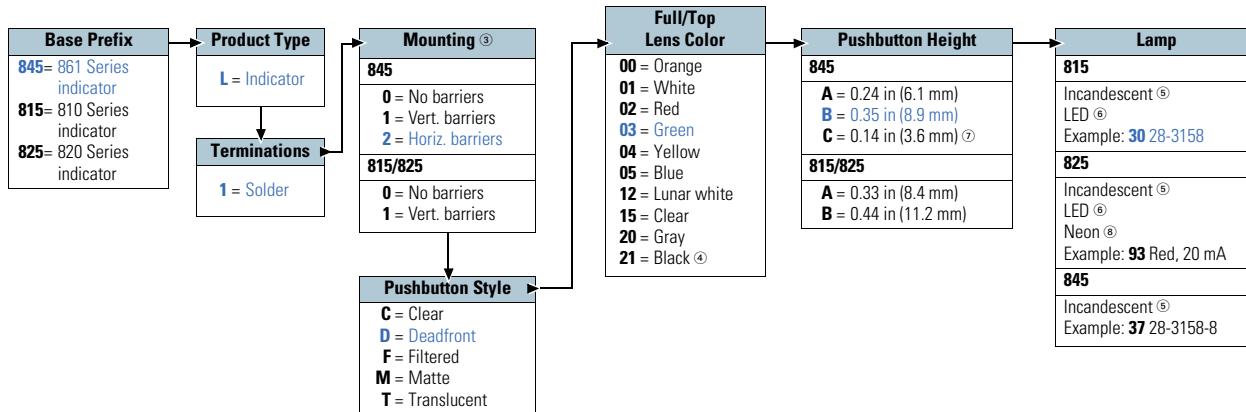 Base Prefix
845= 861 Series
indicator
815= 810 Series
indicator
825= 820 Series
indicator
Product Type
L = Indicator
Terminations
1 = Solder
Mounting ③
845
0 = No barriers
1 = Vert. barriers
2 = Horiz. barriers
815/825
0 = No barriers
1 = Vert. barriers
Pushbutton Style
C = Clear
D = Deadfront
F = Filtered
M = Matte
T = Translucent
Full/Top
Lens Color
00 = Orange
01 = White
02 = Red
03 = Green
04 = Yellow
05 = Blue
12 = Lunar white
15 = Clear
20 = Gray
21 = Black ④
Pushbutton Height
845
A = 0.24 in (6.1 mm)
B = 0.35 in (8.9 mm)
C = 0.14 in (3.6 mm) ⑦
815/825
A = 0.33 in (8.4 mm)
B = 0.44 in (11.2 mm)
Lamp
815
Incandescent ⑤
LED ⑥
Example: 30 28-3158
825
Incandescent ⑤
LED ⑥
Neon ⑧
Example: 93 Red, 20 mA
845
Incandescent ⑤
Example: 37 28-3158-8